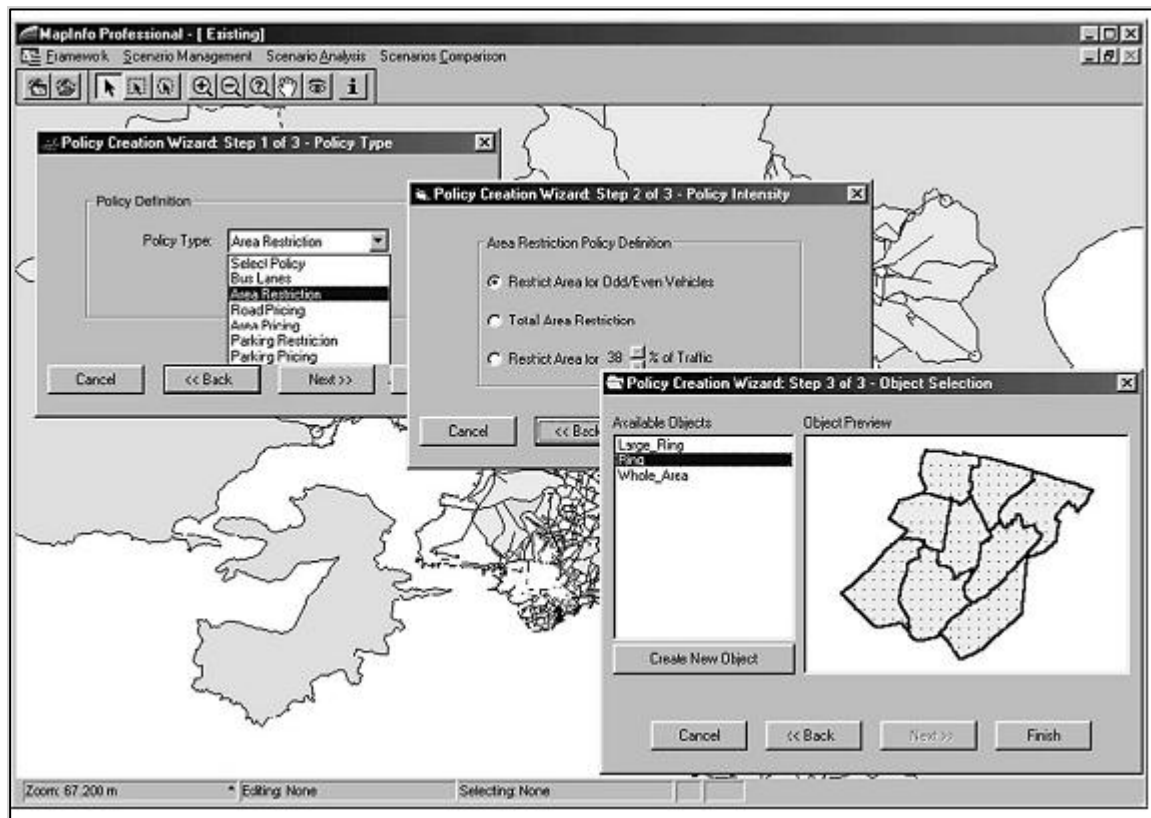 MapInfo Professional - [ Existing]
Framework Scenario Management Scenario Analysis Scenarios Comparison
Policy Creation Wizard: Step 1 of 3 - Policy Type
Policy Definition
Policy Type: Area Restriction
Select Policy
Bus Lanes
Area Restriction
Road Pricing
Area Pricing
Parking Restriction
Parking Pricing
Cancel << Back Next >>
Policy Creation Wizard: Step 2 of 3 - Policy Intensity
Area Restriction Policy Definition
Restrict Area for Odd/Even Vehicles
Total Area Restriction
Restrict Area for 38 % of Traffic
Cancel << Back
Policy Creation Wizard: Step 3 of 3 - Object Selection
Available Objects Object Preview
Large_Ring
Ring
Whole_Area
Create New Object
Cancel << Back Next >> Finish
Zoom: 67.200 m Editing: None Selecting: None